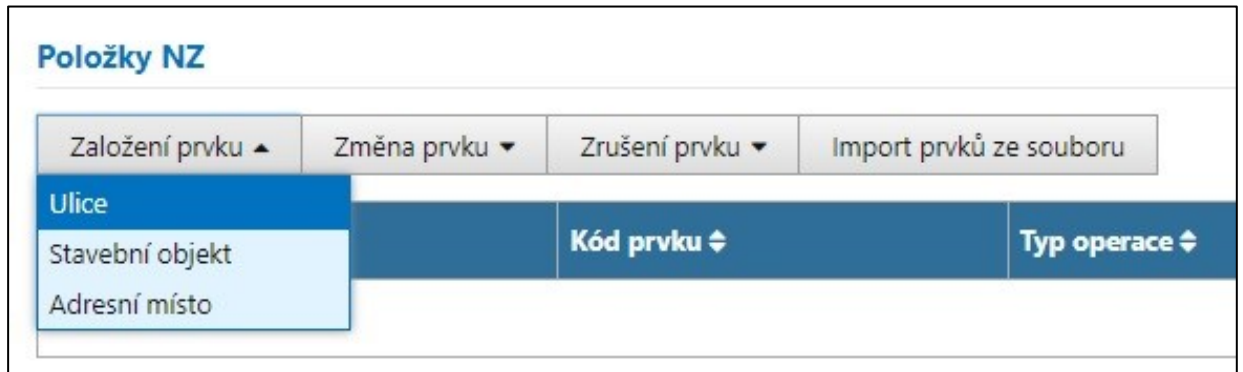 Položky NZ
Založení prvku Změna prvku Zrušení prvku Import prvků ze souboru
Ulice
Kód prvku Typ operace
Stavební objekt
Adresní místo